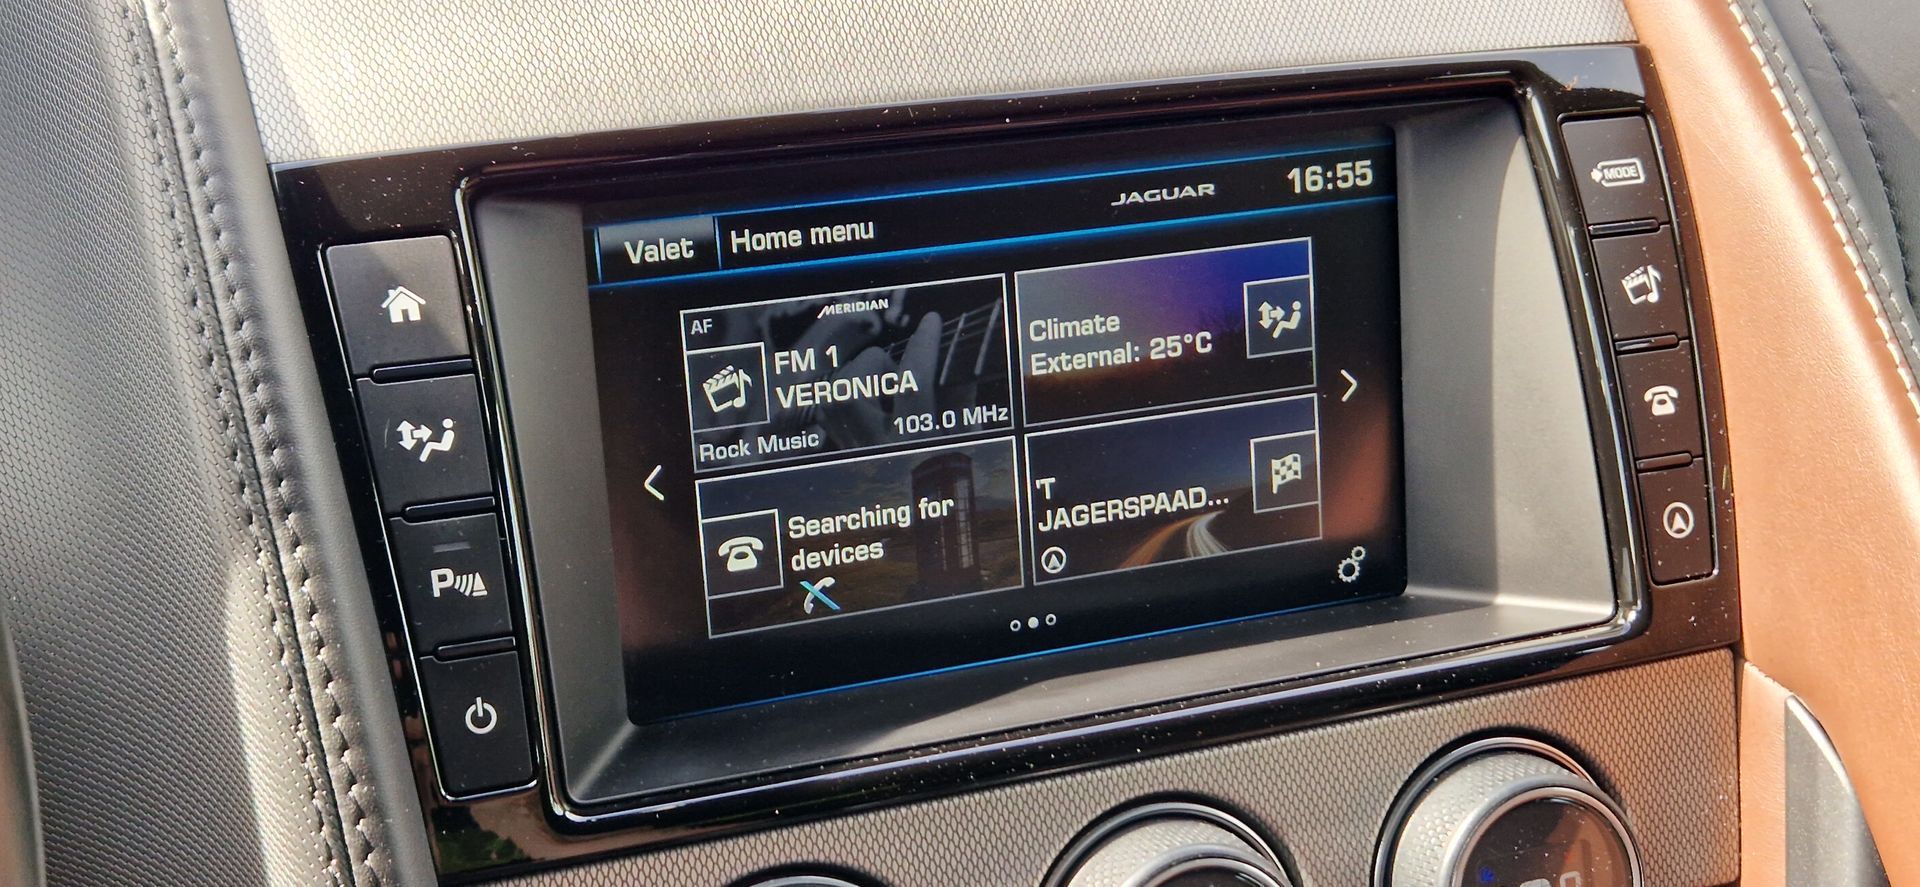 JAGUAR 16:55
Valet Home menu
MERIDIAN
AF
FM 1
VERONICA
103.0 MHz
Rock Music
Climate
External: 25°C
Searching for
devices
'T
JAGERSPAAD...
MODE
P